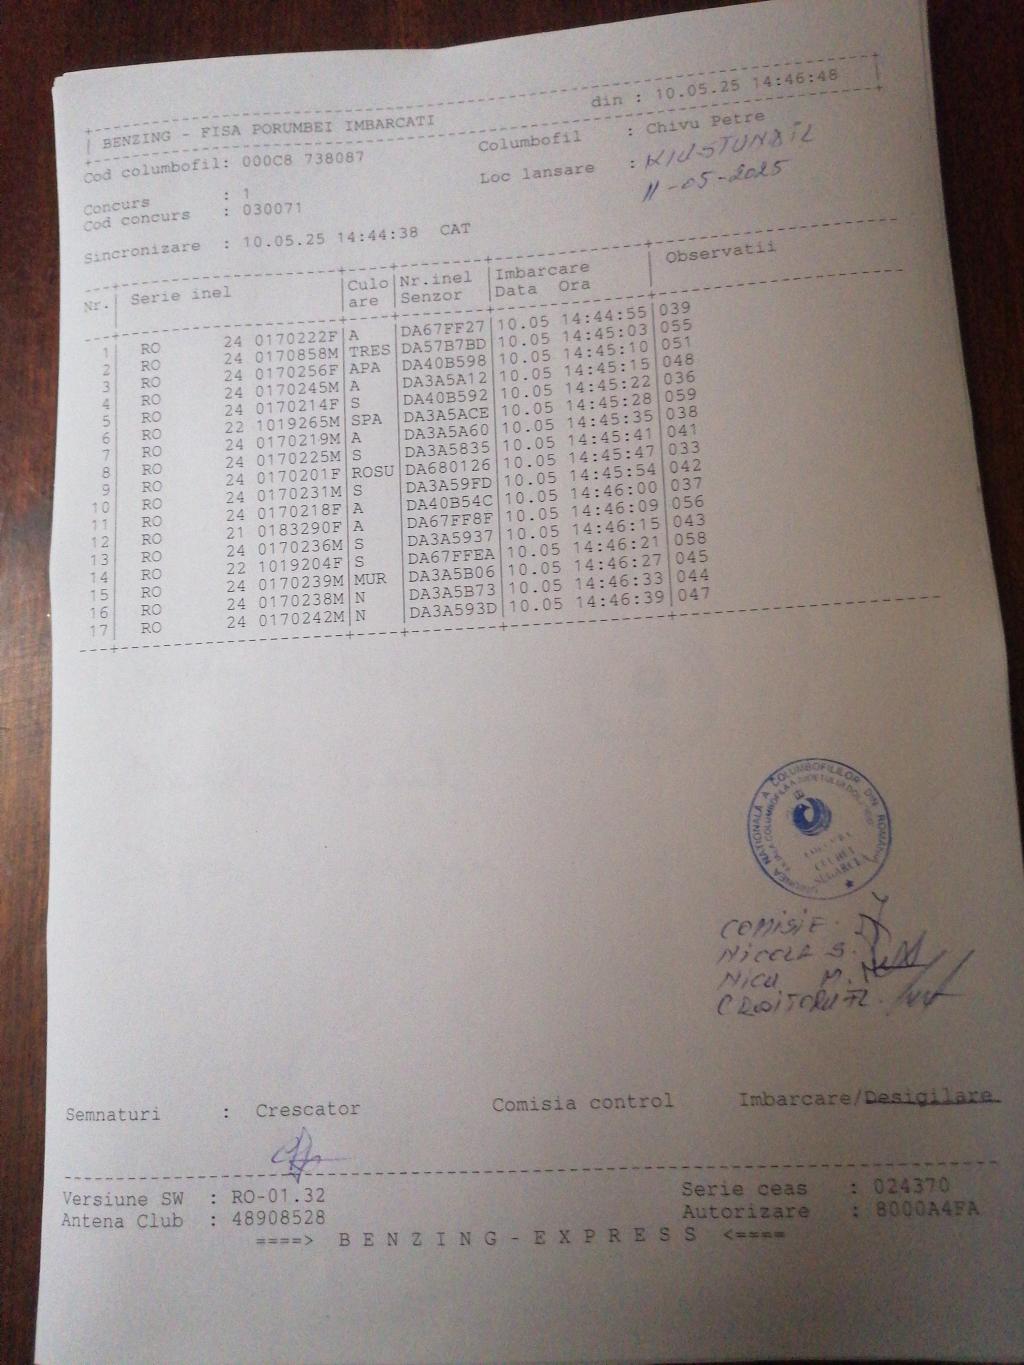 BENZING - FISA PORUMBEI IMBARCATI din : 10.05.25 14:46:48
Cod columbofil: 000C8 738087 Columbofil : Chivu Petre
Loc lansare : KIUSTUNDIL
11-05-2025
Concurs : 1
Cod concurs : 030071
Sincronizare : 10.05.25 14:44:38 CAT
Nr. Serie inel Culo Nr.inel Imbarcare Observatii
are Senzor Data Ora
1 RO 24 0170222F A DA67FF27 10.05 14:44:55 039
2 RO 24 0170858M TRES DA57B7BD 10.05 14:45:03 055
3 RO 24 0170256F APA DA40B598 10.05 14:45:10 051
4 RO 24 0170245M A DA3A5A12 10.05 14:45:15 048
5 RO 24 0170214F S DA40B592 10.05 14:45:22 036
6 RO 22 1019265M SPA DA3A5ACE 10.05 14:45:28 059
7 RO 24 0170219M A DA3A5A60 10.05 14:45:35 038
8 RO 24 0170225M S DA3A5835 10.05 14:45:41 041
9 RO 24 0170201F ROSU DA680126 10.05 14:45:47 033
10 RO 24 0170231M S DA3A59FD 10.05 14:45:54 042
11 RO 24 0170218F A DA40B54C 10.05 14:46:00 037
12 RO 21 0183290F A DA67FF8F 10.05 14:46:09 056
13 RO 24 0170236M S DA3A5937 10.05 14:46:15 043
14 RO 22 1019204F S DA67FFEA 10.05 14:46:21 058
15 RO 24 0170239M MUR DA3A5B06 10.05 14:46:27 045
16 RO 24 0170238M N DA3A5B73 10.05 14:46:33 044
17 RO 24 0170242M N DA3A593D 10.05 14:46:39 047
UNIUNEA NATIONALA A COLUMBOFILILOR DIN ROMANIA
SEGARCEA
COMISIE
NICOLA S.
NICU M.
CROITORU FL.
Semnaturi : Crescator Comisia control Imbarcare/Desigilare
Versiune SW : RO-01.32 Serie ceas : 024370
Antena Club : 48908528 Autorizare : 8000A4FA
====> B E N Z I N G - E X P R E S S <====